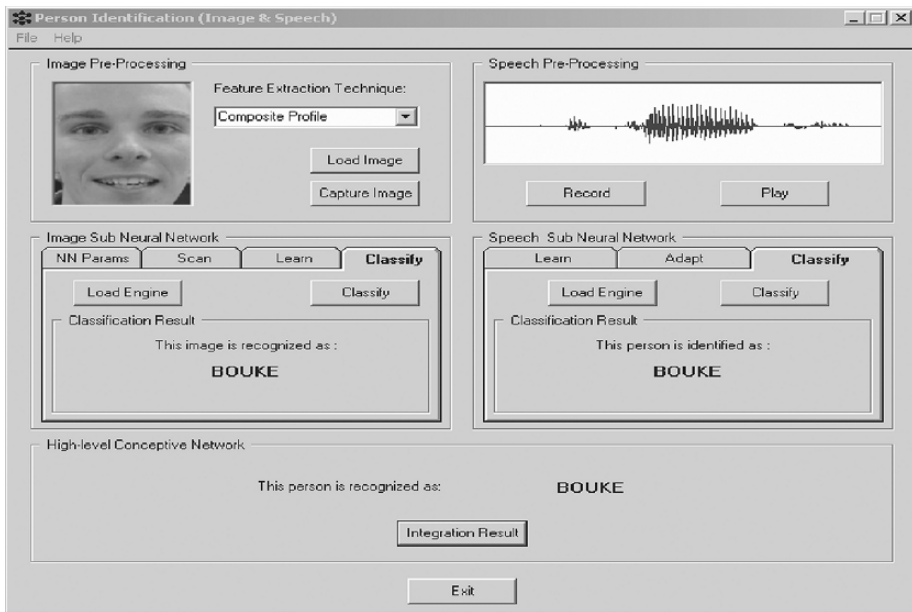 Person Identification (Image & Speech)
File Help
Image Pre-Processing
Feature Extraction Technique:
Composite Profile
Load Image
Capture Image
Speech Pre-Processing
Record Play
Image Sub Neural Network
NN Params Scan Learn Classify
Load Engine Classify
Classification Result
This image is recognized as :
BOUKE
Speech Sub Neural Network
Learn Adapt Classify
Load Engine Classify
Classification Result
This person is identified as :
BOUKE
High-level Conceptive Network
This person is recognized as: BOUKE
Integration Result
Exit